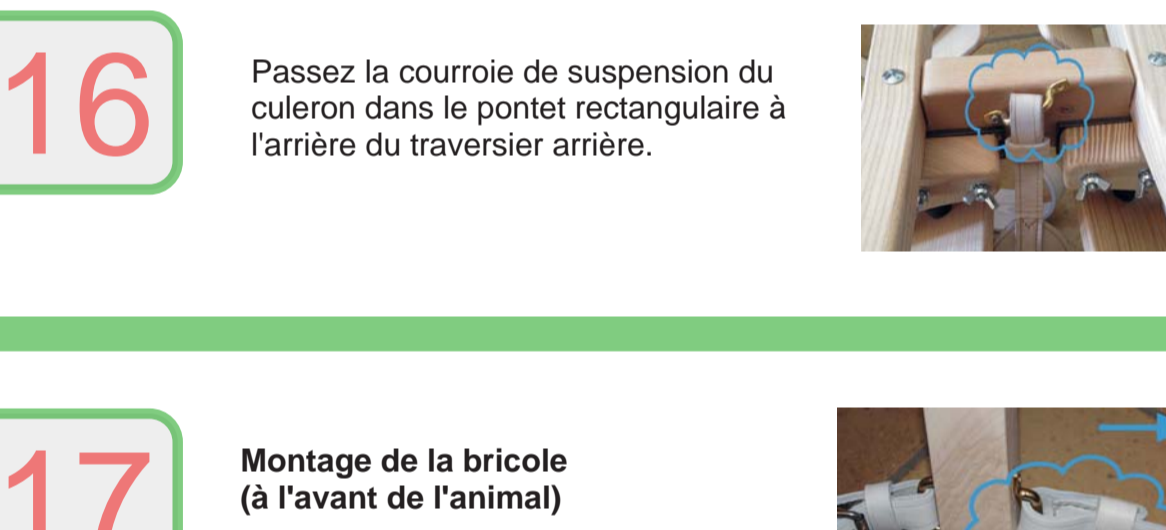 16
Passez la courroie de suspension du
culeron dans le pontet rectangulaire à
l'arrière du traversier arrière.
17
Montage de la bricole
(à l'avant de l'animal)